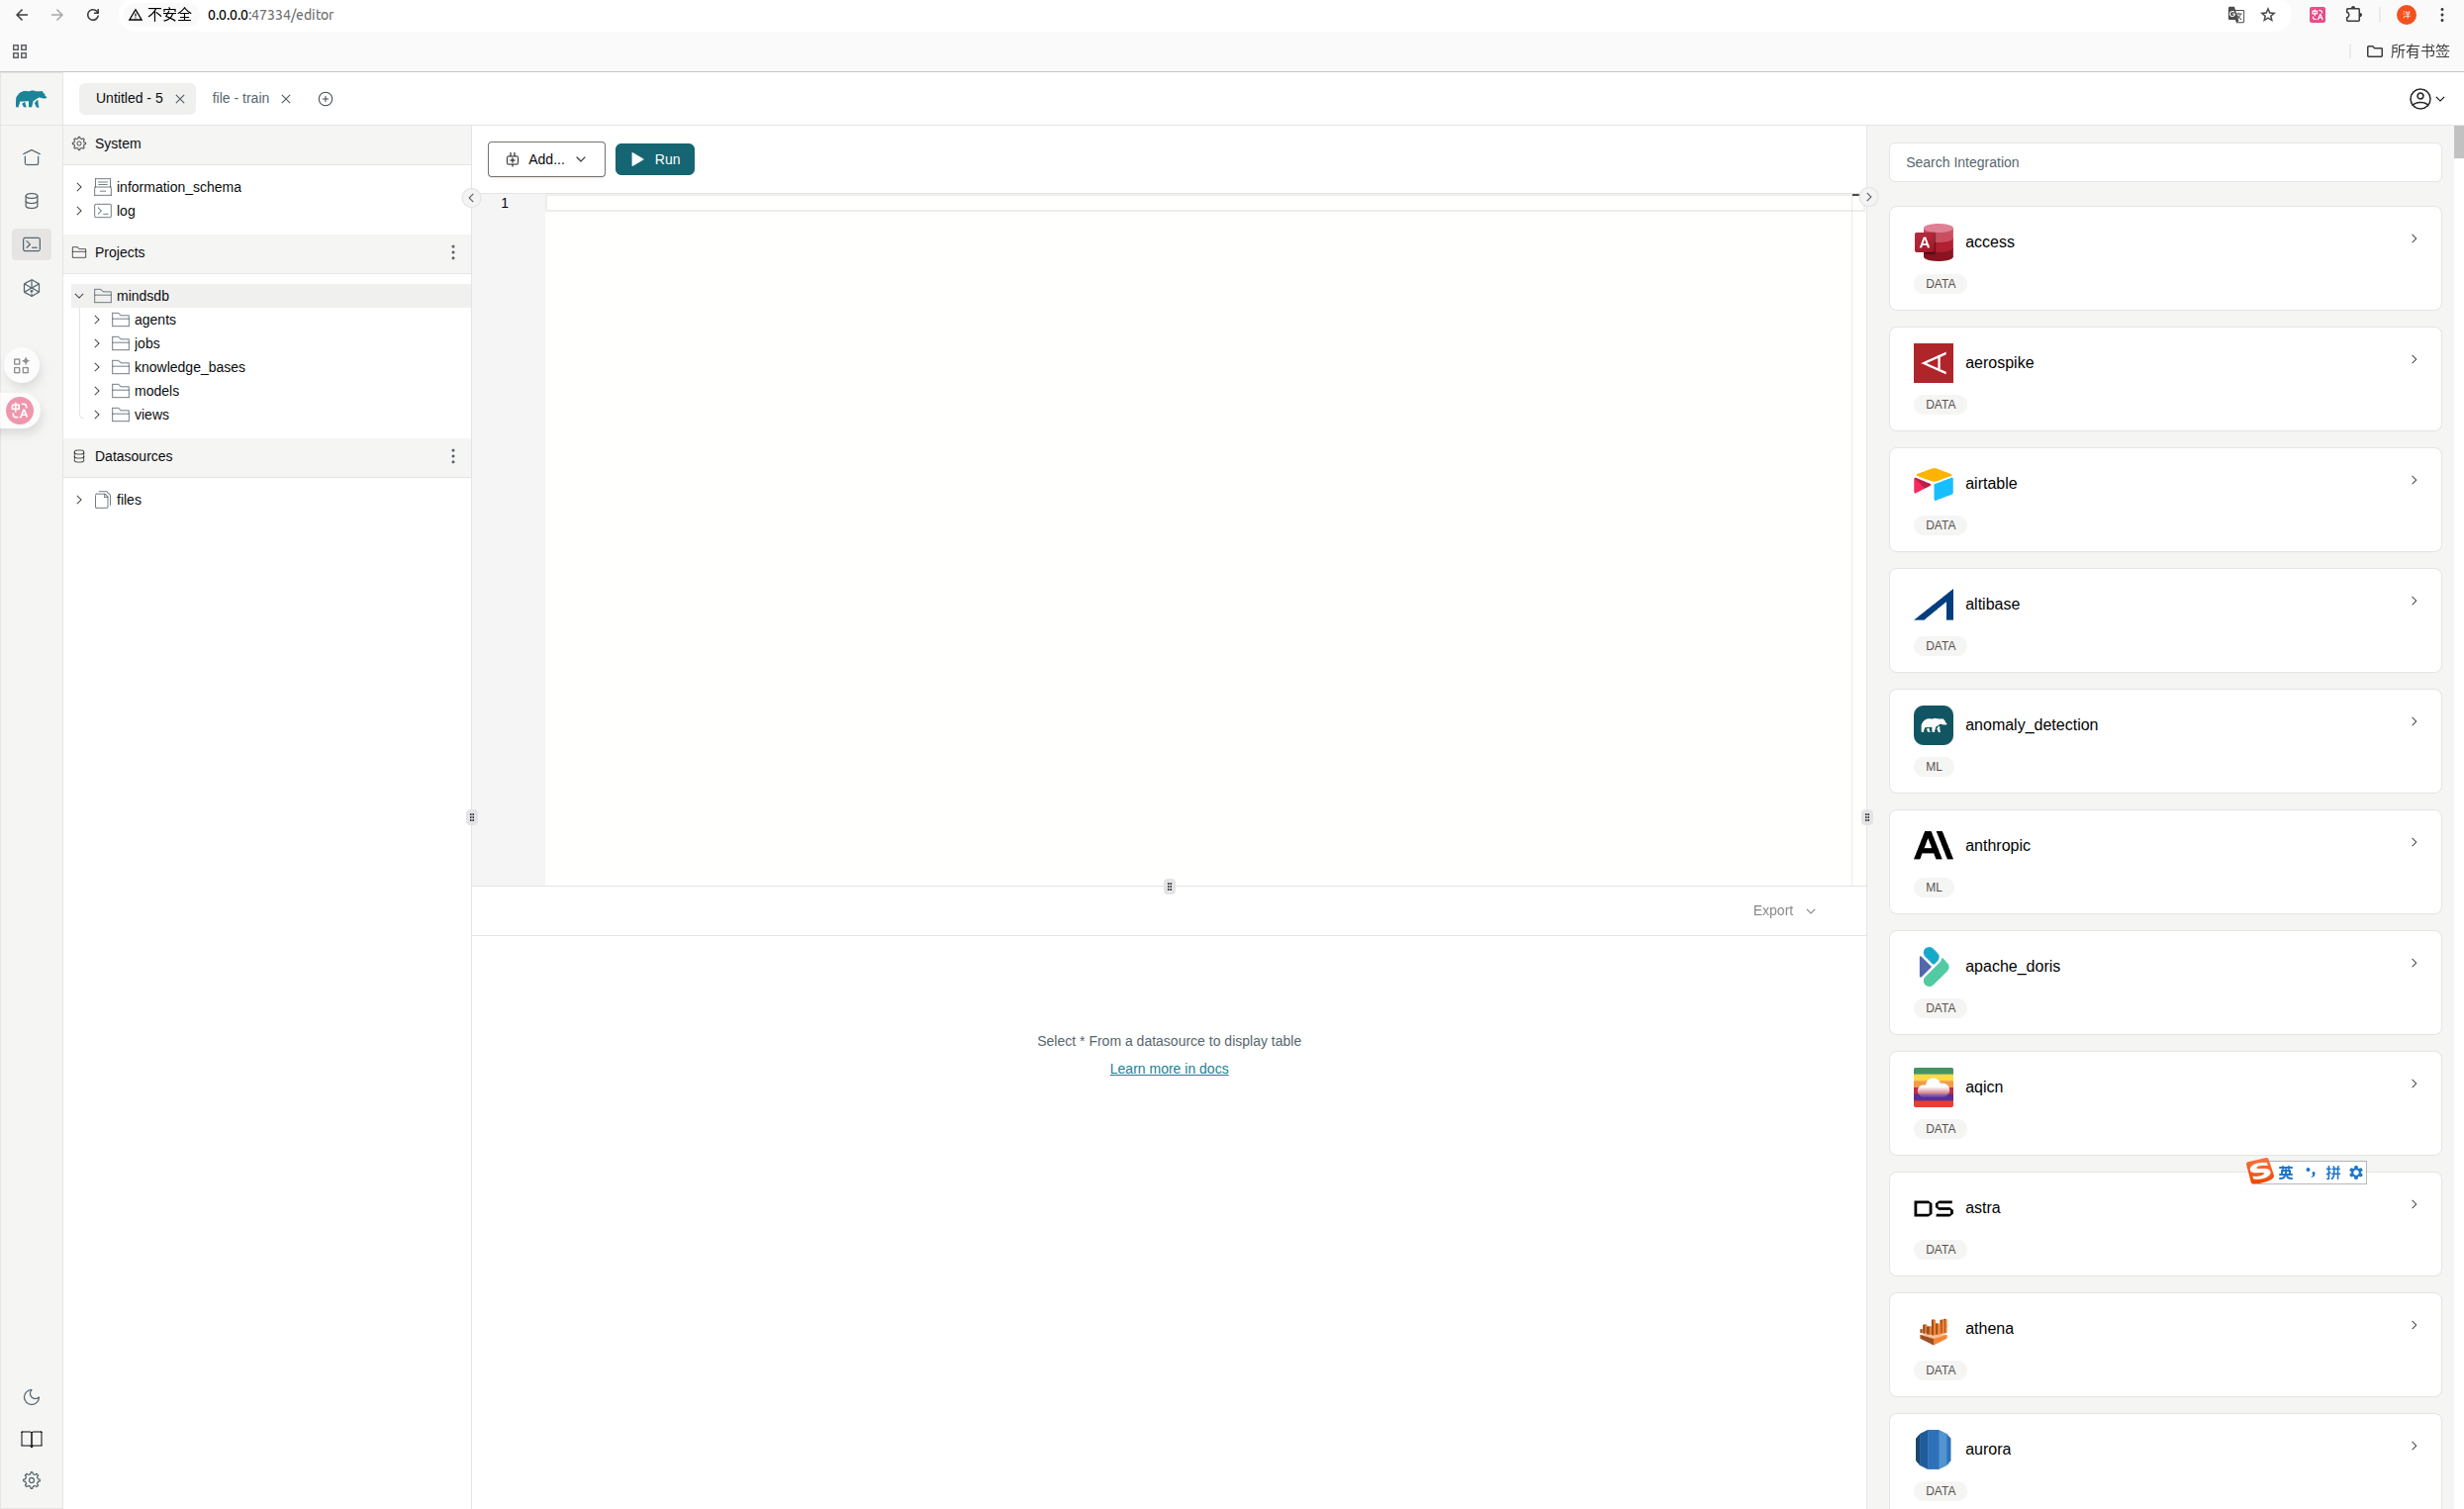 不安全 0.0.0.0:47334/editor
所有书签
Untitled - 5 file - train
System
information_schema
log
Projects
mindsdb
agents
jobs
knowledge_bases
models
views
Datasources
files
Add... Run
1
Export
Select * From a datasource to display table
Learn more in docs
Search Integration
access
DATA
aerospike
DATA
airtable
DATA
altibase
DATA
anomaly_detection
ML
anthropic
ML
apache_doris
DATA
aqicn
DATA
英 拼
astra
DATA
athena
DATA
aurora
DATA